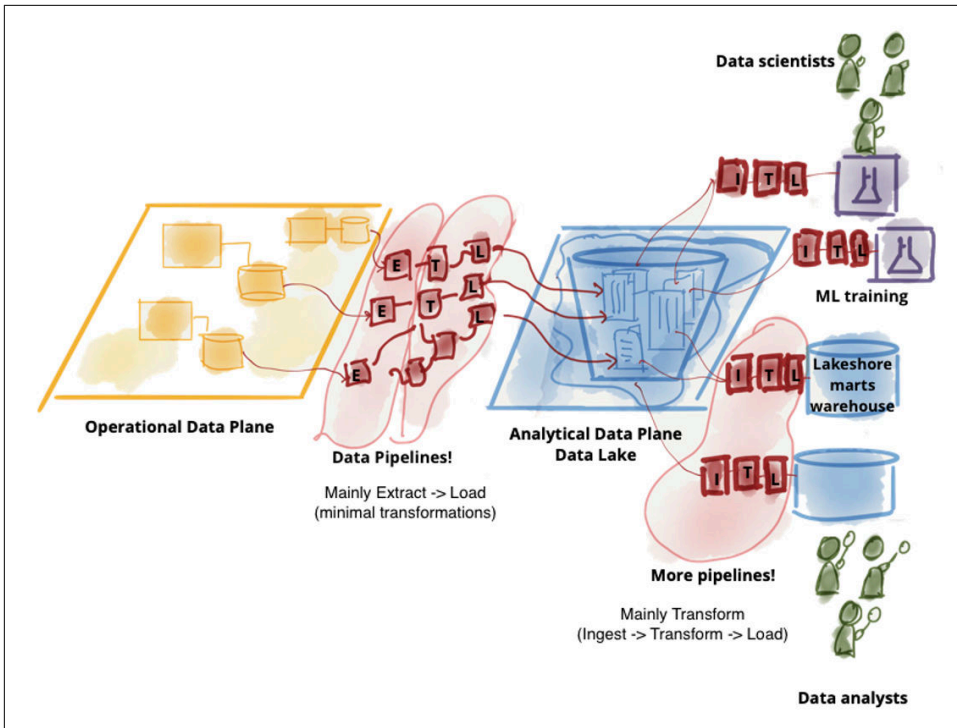 Data scientists
I T L
I T L
ML training
E T L
E T L
E L
Operational Data Plane
Data Pipelines!
Mainly Extract -> Load
(minimal transformations)
Analytical Data Plane
Data Lake
I T L
Lakeshore
marts
warehouse
I T L
More pipelines!
Mainly Transform
(Ingest -> Transform -> Load)
Data analysts